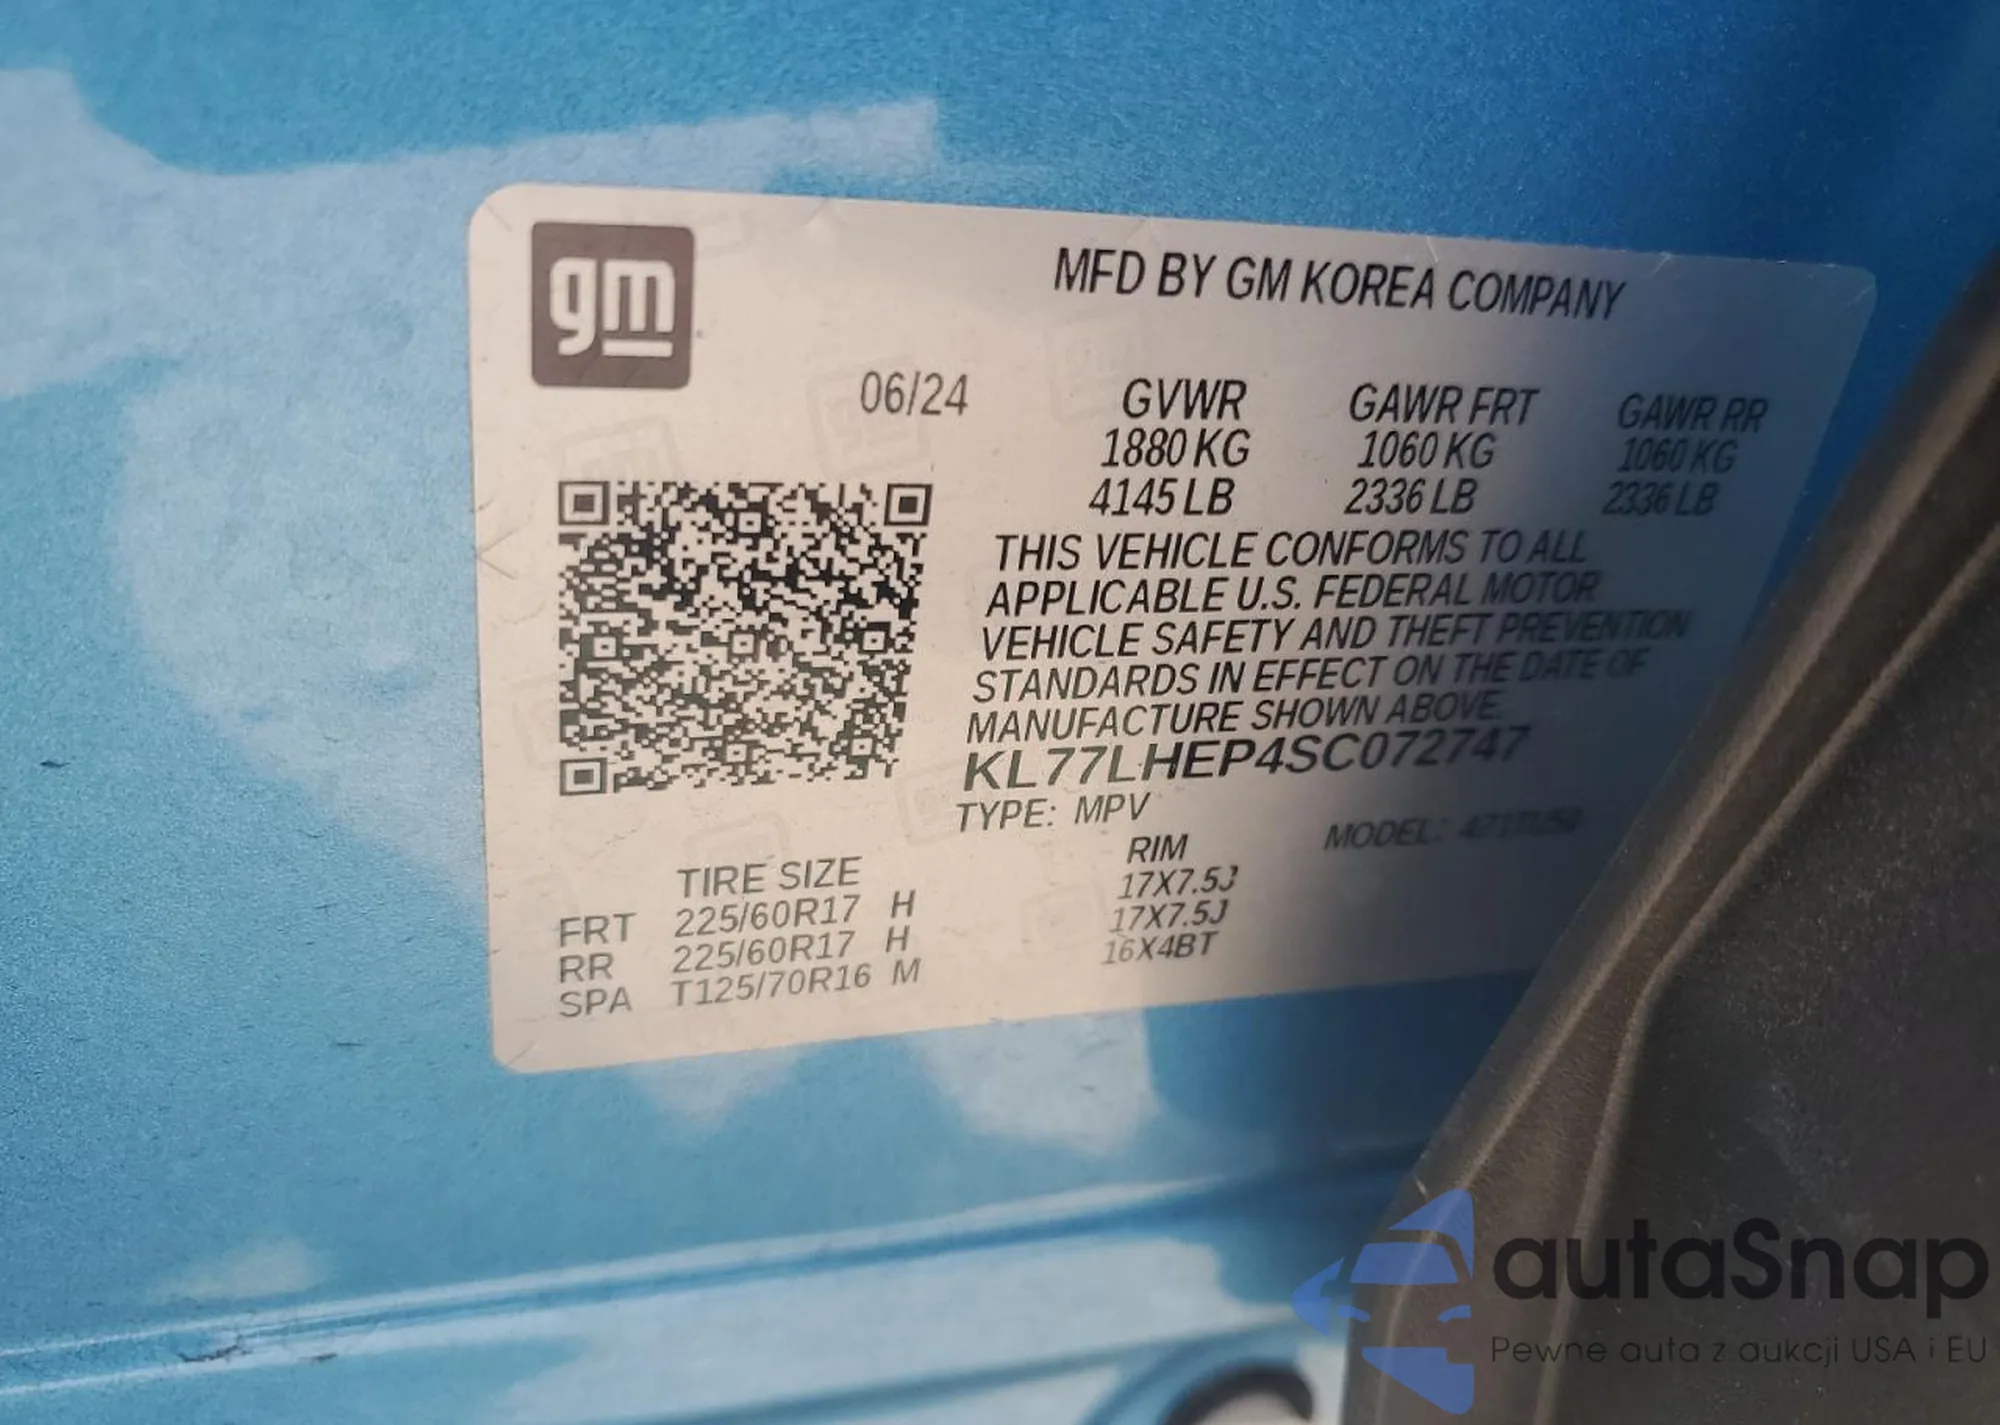 gm
MFD BY GM KOREA COMPANY
06/24
GVWR GAWR FRT GAWR RR
1880 KG 1060 KG 1060 KG
4145 LB 2336 LB 2336 LB
THIS VEHICLE CONFORMS TO ALL
APPLICABLE U.S. FEDERAL MOTOR
VEHICLE SAFETY AND THEFT PREVENTION
STANDARDS IN EFFECT ON THE DATE OF
MANUFACTURE SHOWN ABOVE.
KL77LHEP4SC072747
TYPE: MPV
MODEL:
TIRE SIZE RIM
FRT 225/60R17 H 17X7.5J
RR 225/60R17 H 17X7.5J
SPA T125/70R16 M 16X4BT
autaSnap
Pewne auta z aukcji USA i EU